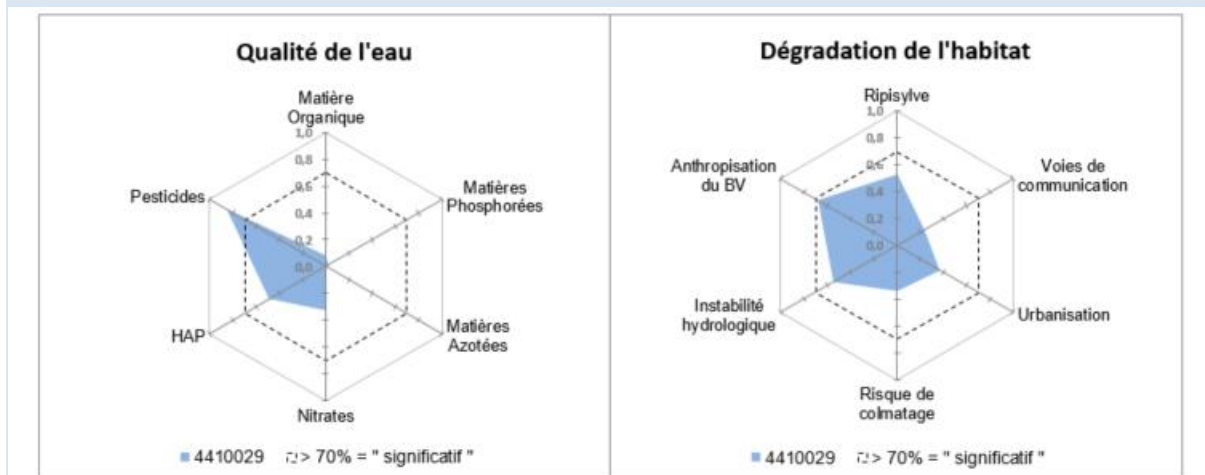 Qualité de l'eau
Matière
Organique
1,0
0,8
0,6
0,4
0,2
0,0
Pesticides
Matières
Phosphorées
HAP
Matières
Azotées
Nitrates
4410029 > 70% = " significatif "
Dégradation de l'habitat
Ripisylve
1,0
0,8
0,6
0,4
0,2
0,0
Anthropisation
du BV
Voies de
communication
Instabilité
hydrologique
Urbanisation
Risque de
colmatage
4410029 > 70% = " significatif "